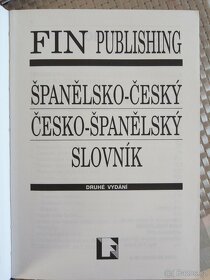 FIN PUBLISHING
ŠPANĚLSKO-ČESKÝ
ČESKO-ŠPANĚLSKÝ
SLOVNÍK
DRUHÉ VYDÁNÍ